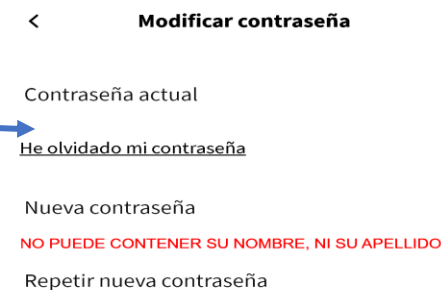 < Modificar contraseña
Contraseña actual
He olvidado mi contraseña
Nueva contraseña
NO PUEDE CONTENER SU NOMBRE, NI SU APELLIDO
Repetir nueva contraseña